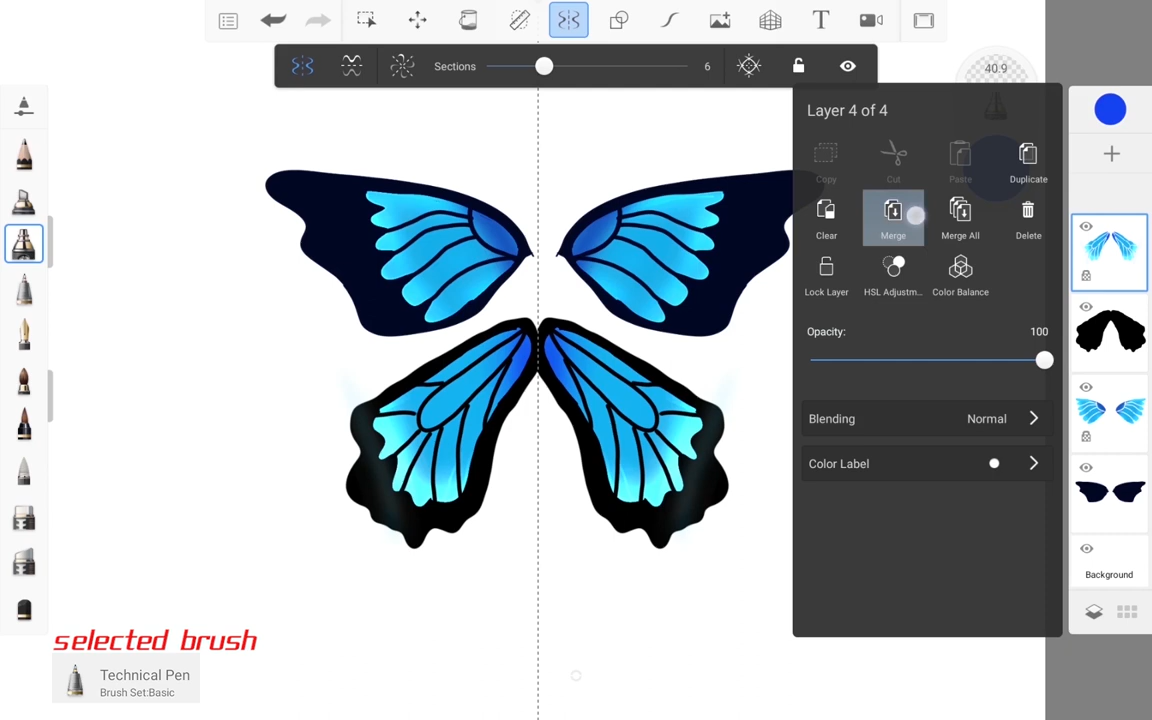 40.9
Sections 6
Layer 4 of 4
Copy Cut Paste Duplicate
Clear Merge Merge All Delete
Lock Layer HSL Adjustm... Color Balance
Opacity: 100
Blending Normal
Color Label
Background
selected brush
Technical Pen
Brush Set:Basic
T